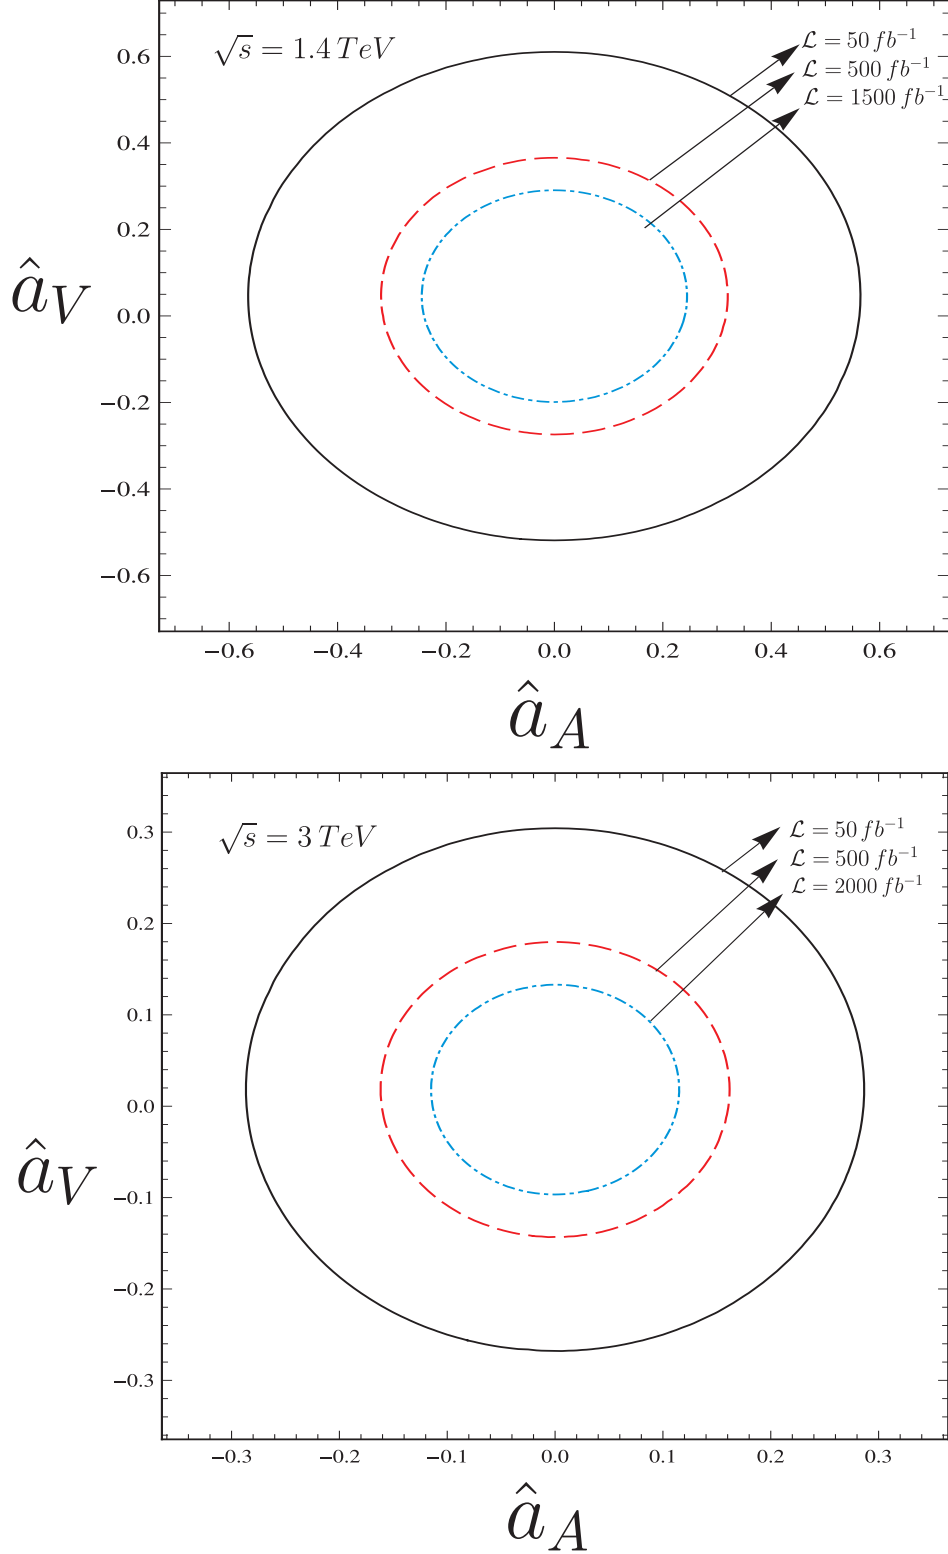 √s = 1.4 TeV
ℒ = 50 fb⁻¹
ℒ = 500 fb⁻¹
ℒ = 1500 fb⁻¹
0.6
0.4
0.2
0.0
−0.2
−0.4
−0.6
â_V
−0.6 −0.4 −0.2 0.0 0.2 0.4 0.6
â_A
√s = 3 TeV
ℒ = 50 fb⁻¹
ℒ = 500 fb⁻¹
ℒ = 2000 fb⁻¹
0.3
0.2
0.1
0.0
−0.1
−0.2
−0.3
â_V
−0.3 −0.2 −0.1 0.0 0.1 0.2 0.3
â_A